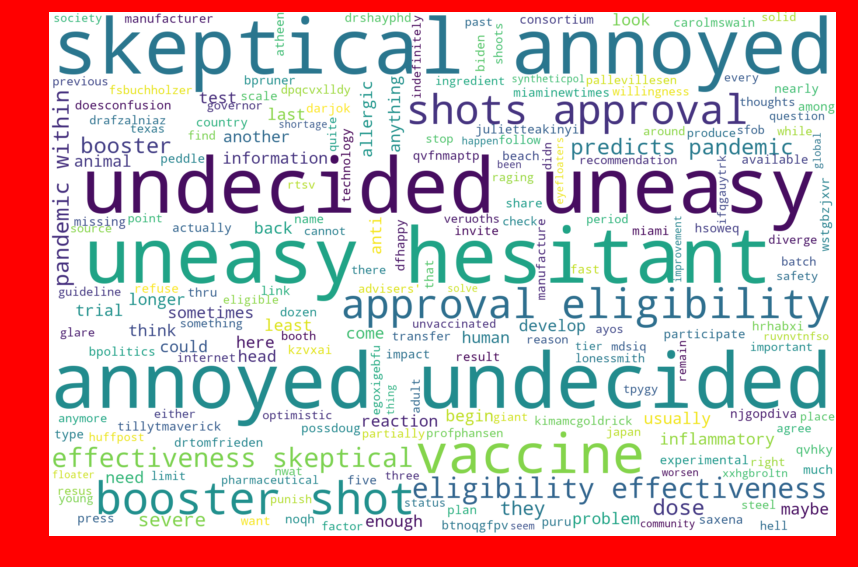 society manufacturer atheen drshayphd indefinitely past biden shoots consortium look carolmswain solid
skeptical annoyed
previous fsbuchholzer dpqcvxlldy ingredient syntheticpol pallevillesen every
doesconfusion test scale governor last darjok allergic anything miaminewtimes willingness nearly
pandemic within drafzalniaz texas country shortage quite shots approval thoughts among question
booster find another julietteakinyi around produce sfob while
animal peddle information technology stop happen follow predicts pandemic global
rtsv qvfnmaptp been beach didn eyefloaters recommendation available ifqgauytrk
raging share
undecided uneasy
missing point name anti veruoths check period hsoweq wstgbzjxvr
source actually back cannot dfhappy invite manufacture miami improvement diverge
uneasy hesitant
there that fast batch safety
guideline refuse thru link advisers solve
trial longer sometimes eligible dozen approval eligibility
glare think something least unvaccinated develop ayos participate hrhabxi
bpolitics could here booth come transfer human reason tier mdsiq remain ruvnvtnfso important
internet head kzvxai egoxigebfu impact result lonessmith
annoyed undecided
thing adult tpygy
anymore either optimistic reaction begin giant kimamcgoldrick usually njgopdiva place
type tillytmaverick possdoug partially profphansen japan agree
huffpost drtomfrieden inflammatory qvhky
effectiveness skeptical vaccine experimental right
floater need limit nwat pharmaceutical five three worsen xxhgbroltn much
resus young booster shot punish status eligibility effectiveness
press severe want noqh factor enough plan btnoqgfpv they seem puru problem dose community saxena steel hell maybe